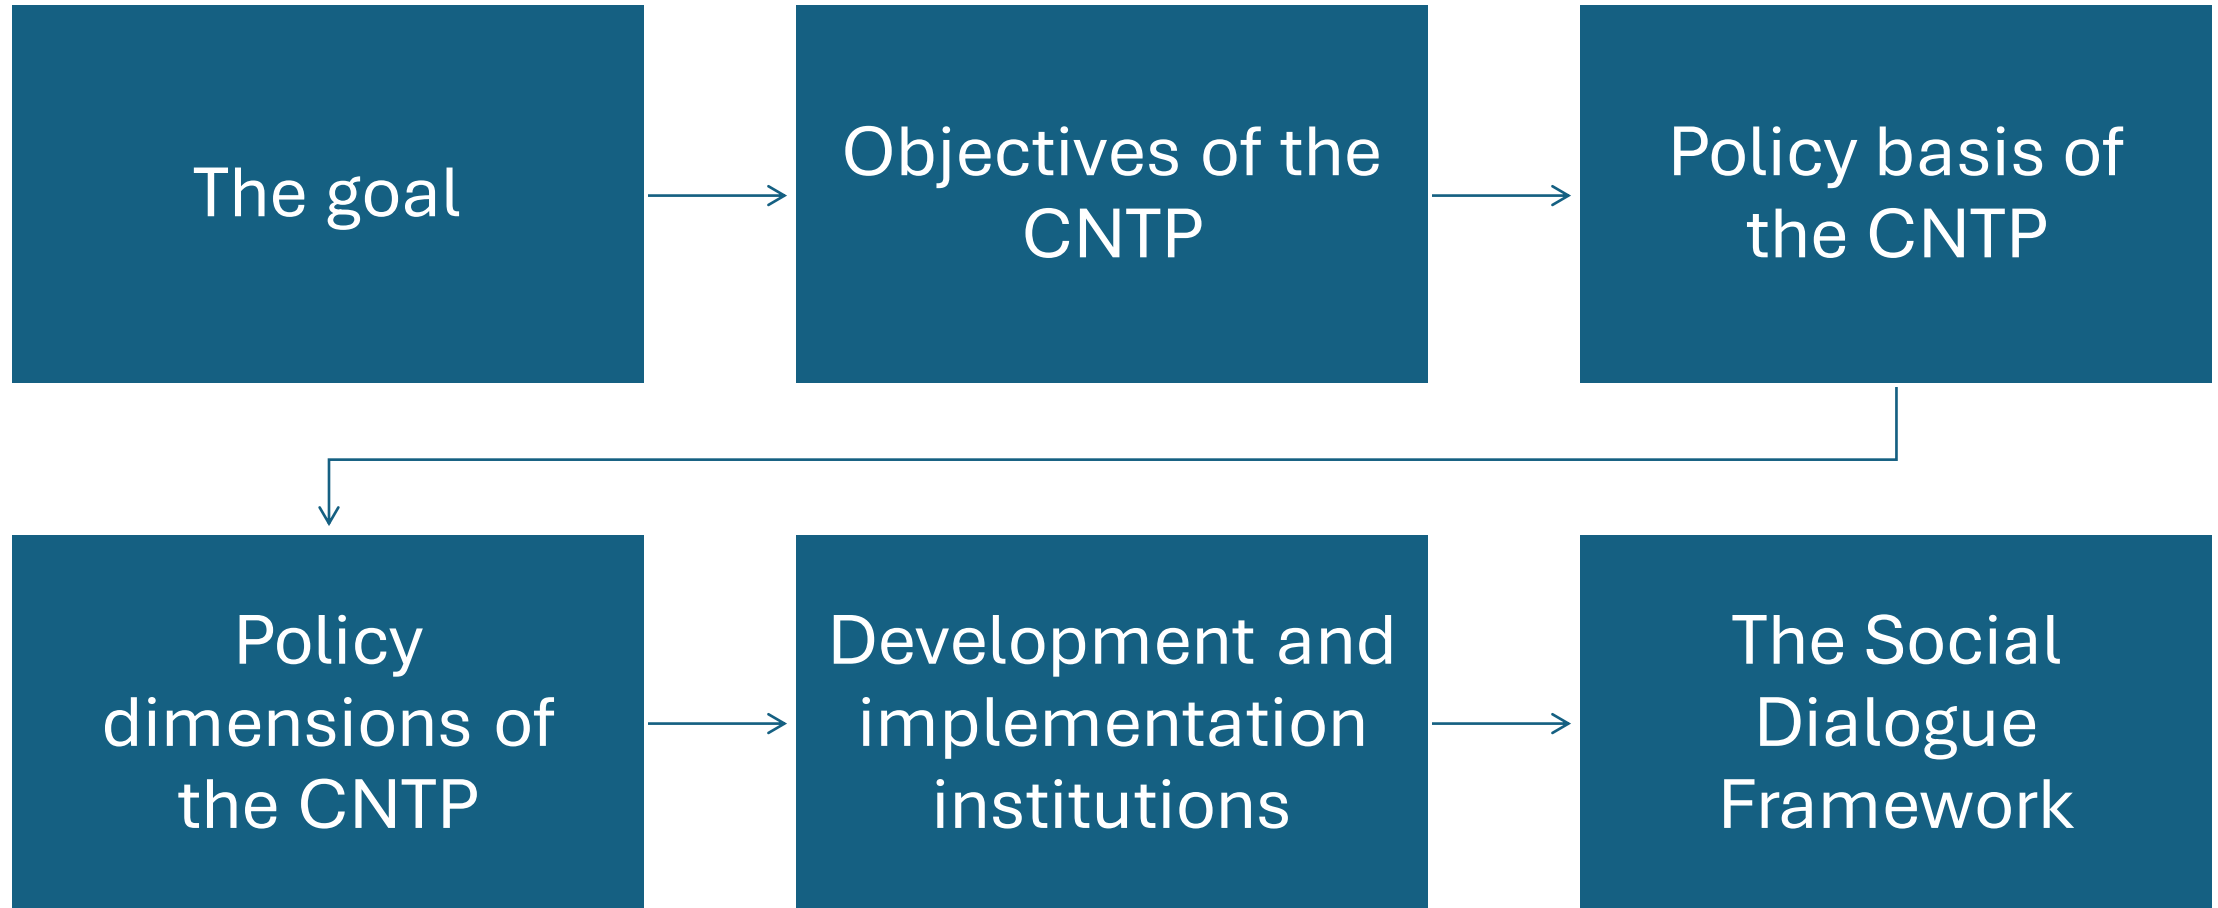 The goal
Objectives of the
CNTP
Policy basis of
the CNTP
Policy
dimensions of
the CNTP
Development and
implementation
institutions
The Social
Dialogue
Framework